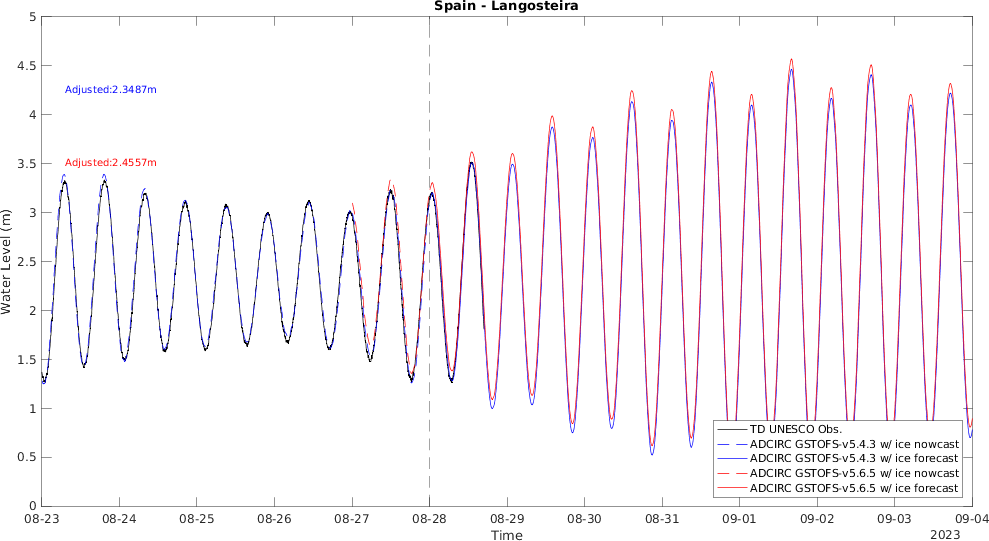 Spain - Langosteira
5
4.5
4
3.5
3
2.5
2
1.5
1
0.5
0
Water Level (m)
Adjusted:2.3487m
Adjusted:2.4557m
TD UNESCO Obs.
ADCIRC GSTOFS-v5.4.3 w/ ice nowcast
ADCIRC GSTOFS-v5.4.3 w/ ice forecast
ADCIRC GSTOFS-v5.6.5 w/ ice nowcast
ADCIRC GSTOFS-v5.6.5 w/ ice forecast
08-23 08-24 08-25 08-26 08-27 08-28 08-29 08-30 08-31 09-01 09-02 09-03 09-04
Time
2023